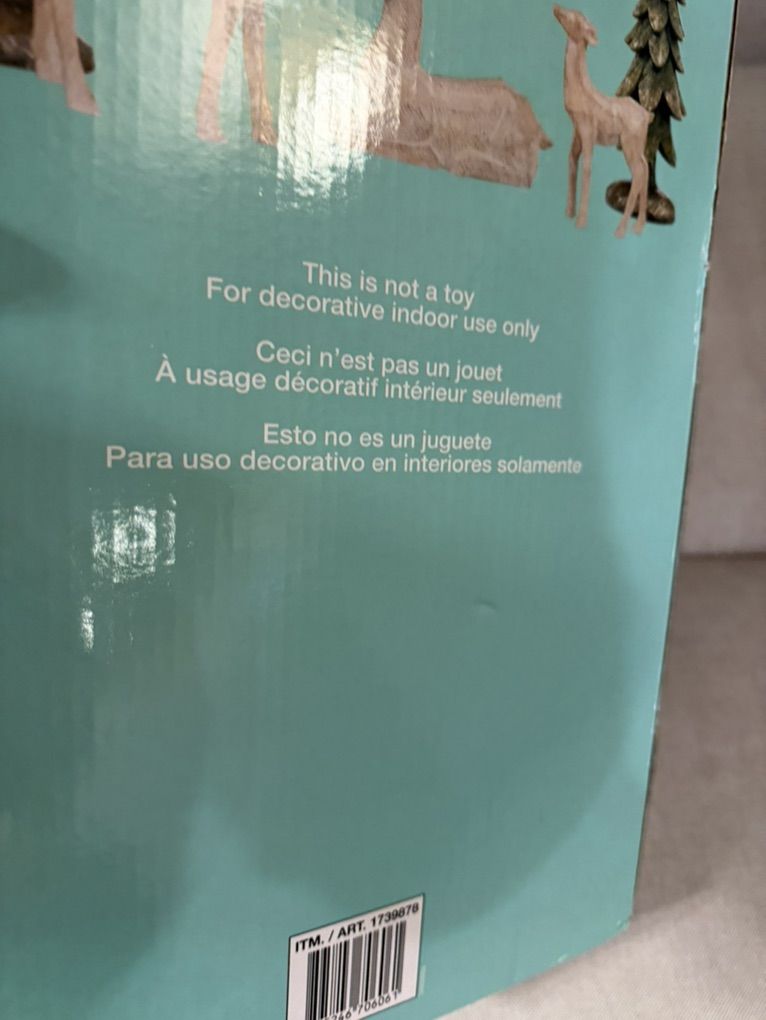 This is not a toy
For decorative indoor use only
Ceci n'est pas un jouet
À usage décoratif intérieur seulement
Esto no es un juguete
Para uso decorativo en interiores solamente
ITM. / ART. 1739878